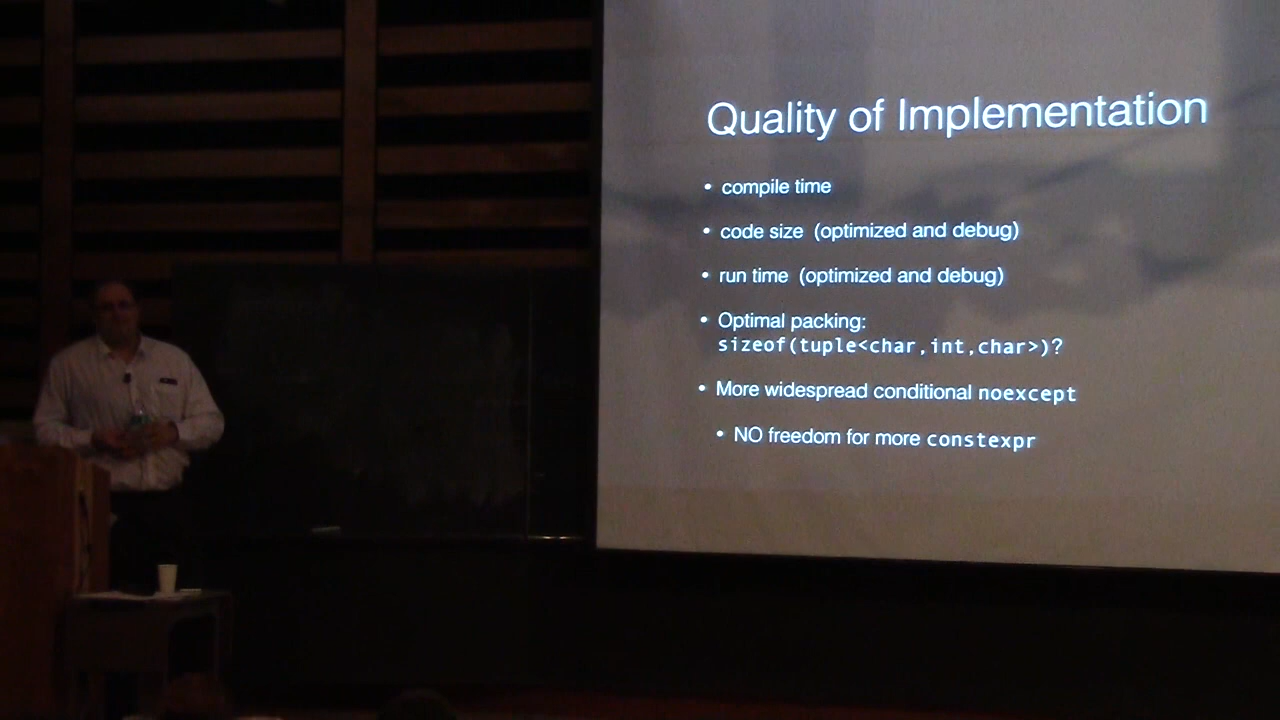 Quality of Implementation
• compile time
• code size (optimized and debug)
• run time (optimized and debug)
• Optimal packing:
sizeof(tuple<char,int,char>)?
• More widespread conditional noexcept
• NO freedom for more constexpr